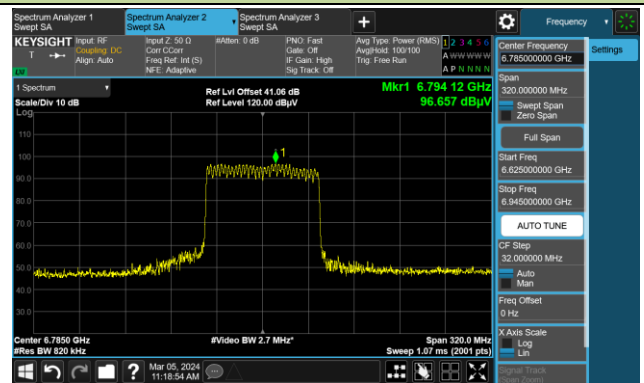 Spectrum Analyzer 1
Swept SA
Spectrum Analyzer 2
Swept SA
Spectrum Analyzer 3
Swept SA
+
Frequency
KEYSIGHT
T
LW
Input: RF
Coupling: DC
Align: Auto
Input Z: 50 Ω
Corr CCorr
Freq Ref: Int (S)
NFE: Adaptive
#Atten: 0 dB
PNO: Fast
Gate: Off
IF Gain: High
Sig Track: Off
Avg Type: Power (RMS)
Avg|Hold: 100/100
Trig: Free Run
1 2 3 4 5 6
A W W W W W
A P N N N N
1 Spectrum
Scale/Div 10 dB
Log
Ref Lvl Offset 41.06 dB
Ref Level 120.00 dBµV
Mkr1 6.794 12 GHz
96.657 dBµV
110
100
90.0
80.0
70.0
60.0
50.0
40.0
30.0
1
Center 6.7850 GHz
#Res BW 820 kHz
#Video BW 2.7 MHz*
Span 320.0 MHz
Sweep 1.07 ms (2001 pts)
Mar 05, 2024
11:18:54 AM
?
Center Frequency
6.785000000 GHz
Settings
Span
320.000000 MHz
Swept Span
Zero Span
Full Span
Start Freq
6.625000000 GHz
Stop Freq
6.945000000 GHz
AUTO TUNE
CF Step
32.000000 MHz
Auto
Man
Freq Offset
0 Hz
X Axis Scale
Log
Lin
Signal Track
(Span Zoom)